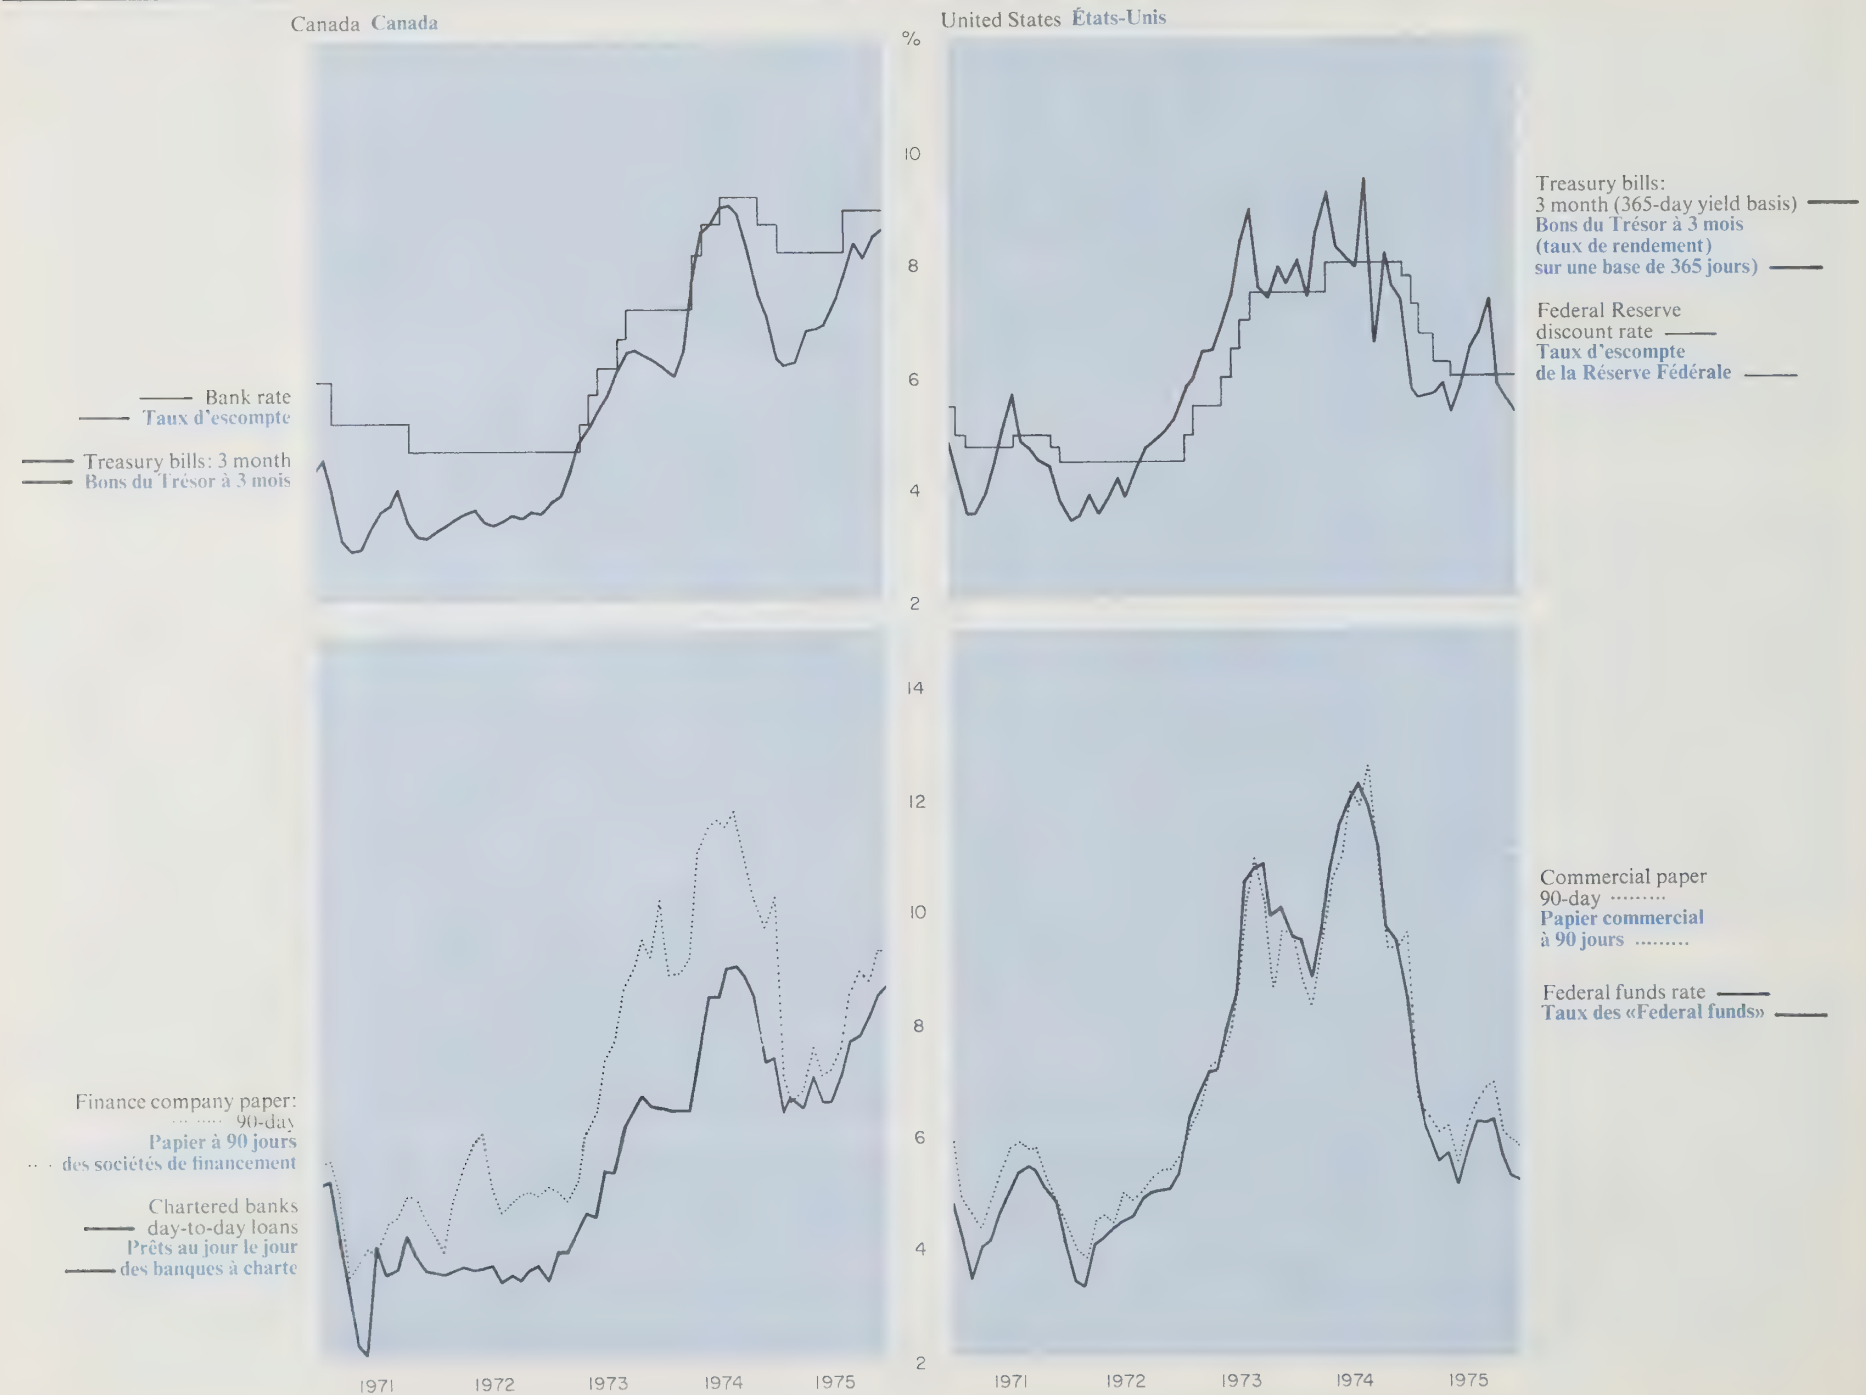 Canada Canada
United States États-Unis
%
10
8
6
4
2
Bank rate
Taux d'escompte
Treasury bills: 3 month
Bons du Trésor à 3 mois
Treasury bills:
3 month (365-day yield basis)
Bons du Trésor à 3 mois
(taux de rendement)
sur une base de 365 jours)
Federal Reserve
discount rate
Taux d'escompte
de la Réserve Fédérale
14
12
10
8
6
4
2
Finance company paper:
90-day
Papier à 90 jours
des sociétés de financement
Chartered banks
day-to-day loans
Prêts au jour le jour
des banques à charte
Commercial paper
90-day
Papier commercial
à 90 jours
Federal funds rate
Taux des «Federal funds»
1971 1972 1973 1974 1975
1971 1972 1973 1974 1975